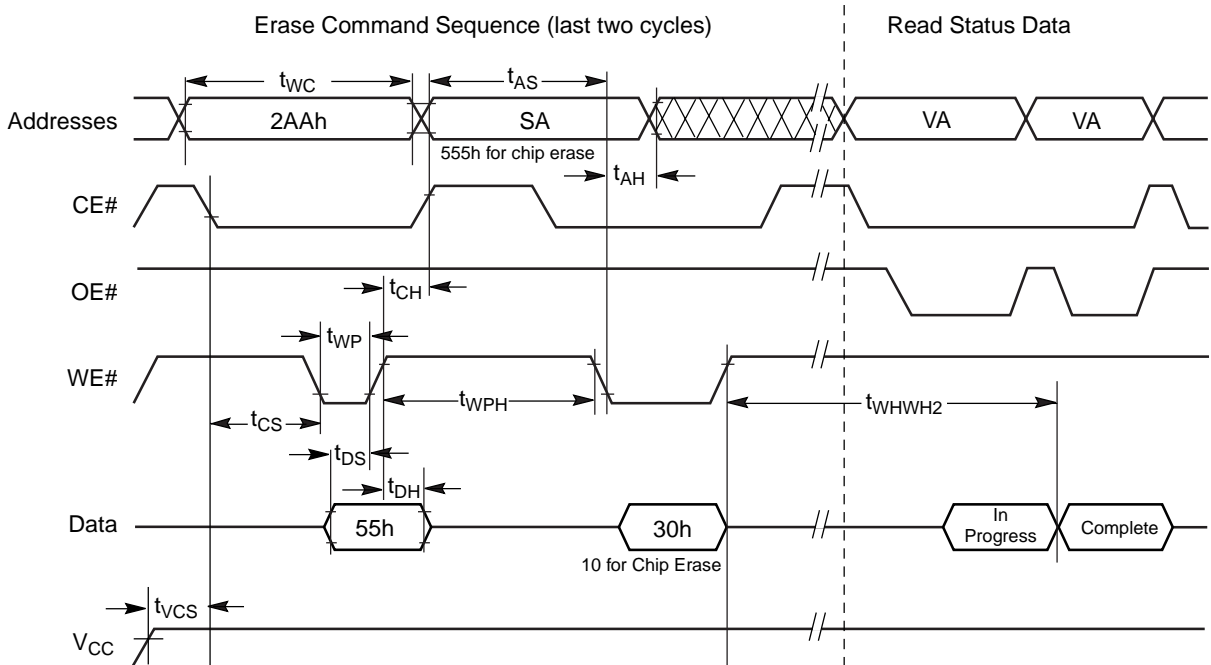 Erase Command Sequence (last two cycles)
Read Status Data
tWC
tAS
Addresses
2AAh
SA
VA
VA
555h for chip erase
tAH
CE#
OE#
tCH
tWP
WE#
tWPH
tWHWH2
tCS
tDS
tDH
Data
55h
30h
In
Progress
Complete
10 for Chip Erase
tVCS
VCC